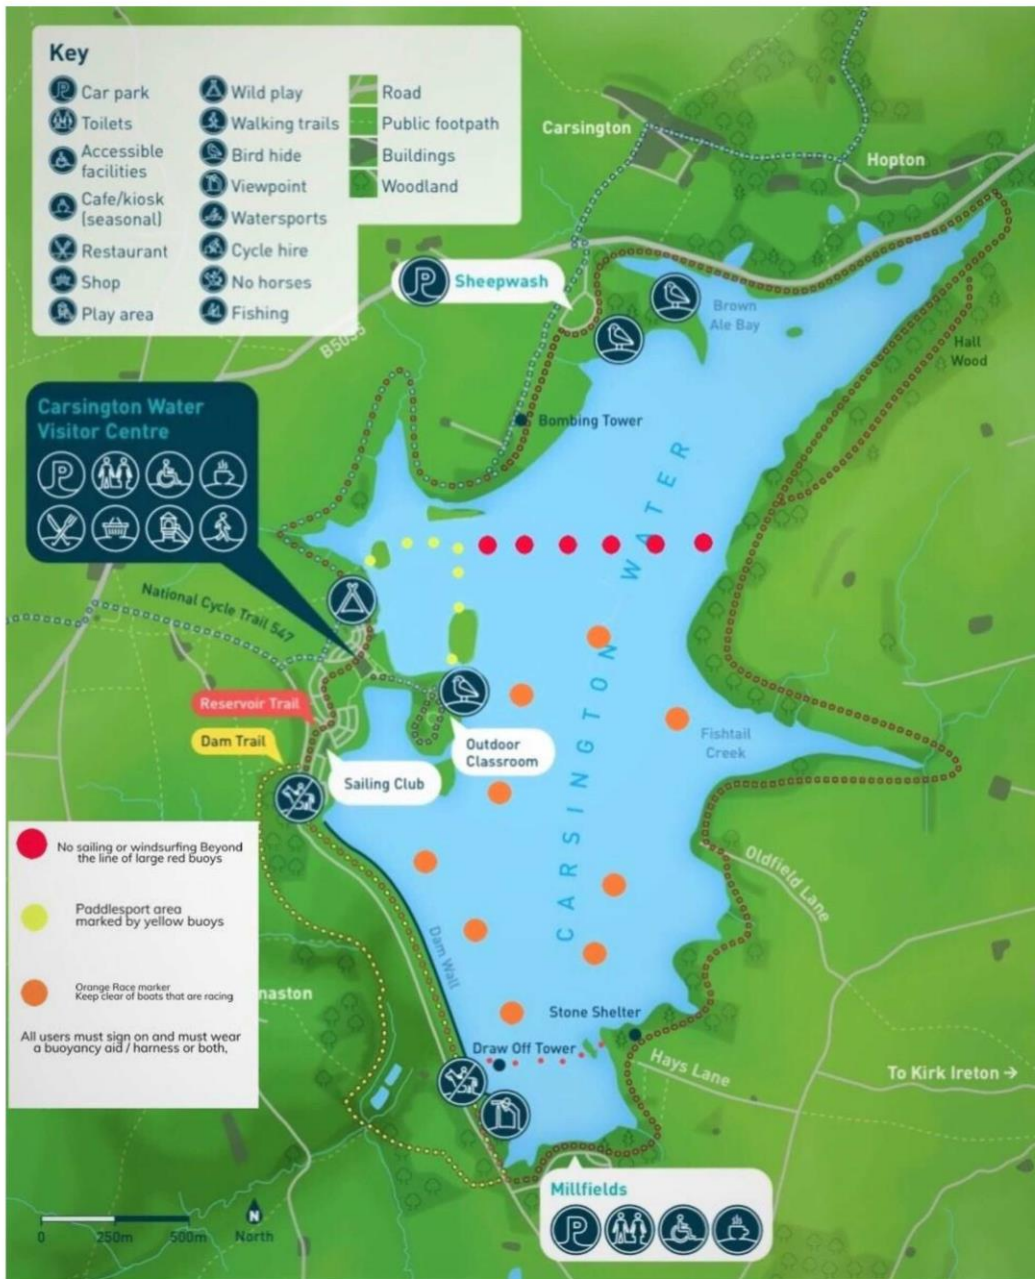 Key
Car park
Toilets
Accessible
facilities
Cafe/kiosk
(seasonal)
Restaurant
Shop
Play area
Wild play
Walking trails
Bird hide
Viewpoint
Watersports
Cycle hire
No horses
Fishing
Road
Public footpath
Buildings
Woodland
Carsington
Hopton
P
Sheepwash
Brown
Ale Bay
Hall
Wood
Carsington Water
Visitor Centre
P
Bombing Tower
CARSINGTON WATER
National Cycle Trail 547
Reservoir Trail
Dam Trail
Outdoor
Classroom
Sailing Club
Fishtail
Creek
Oldfield Lane
No sailing or windsurfing Beyond
the line of large red buoys
Paddlesport area
marked by yellow buoys
Orange Race marker
Keep clear of boats that are racing
All users must sign on and must wear
a buoyancy aid / harness or both,
naston
Dam Wall
Stone Shelter
Draw Off Tower
Hays Lane
To Kirk Ireton →
Millfields
P
0 250m 500m
N
North